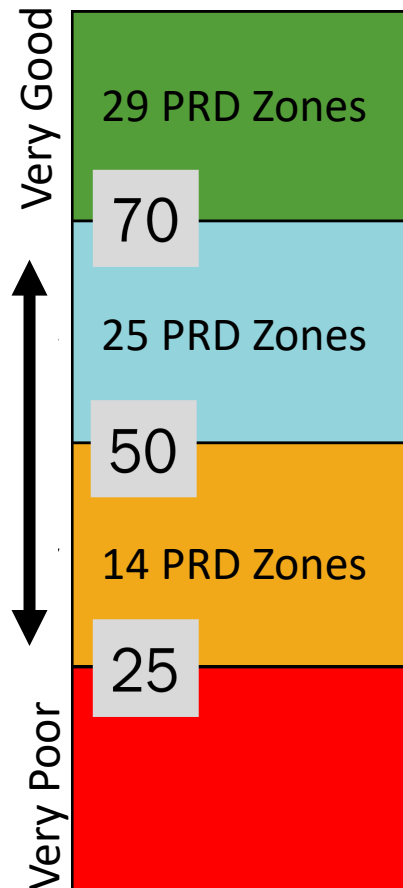 Very Good
29 PRD Zones
70
25 PRD Zones
50
14 PRD Zones
25
Very Poor